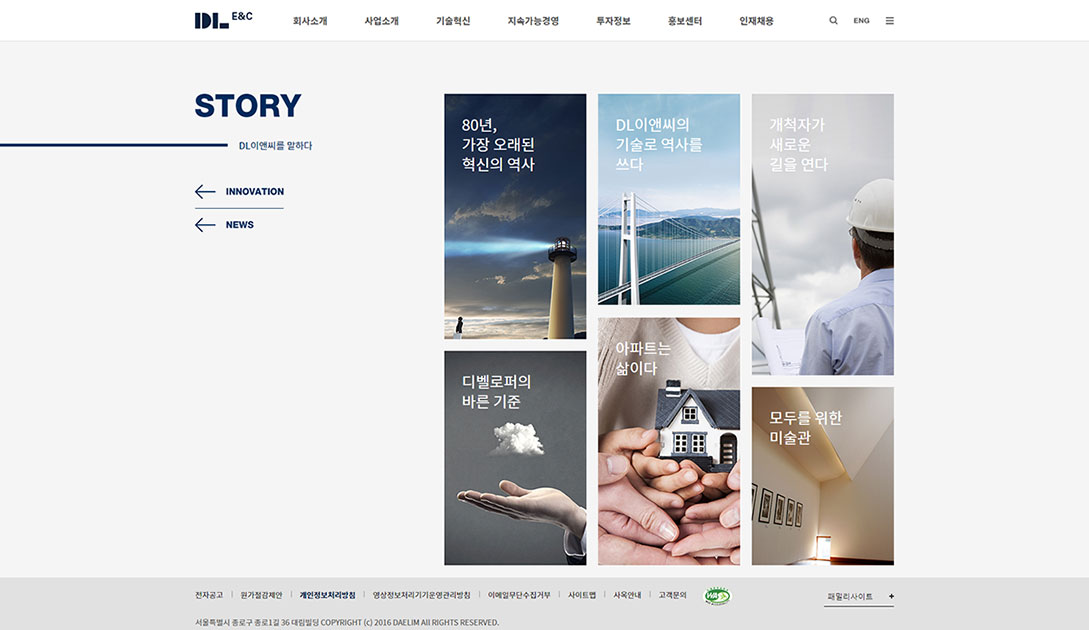 DL E&C
회사소개
사업소개
기술혁신
지속가능경영
투자정보
홍보센터
인재채용
ENG
STORY
DL이앤씨를 말하다
INNOVATION
NEWS
80년,
가장 오래된
혁신의 역사
DL이앤씨의
기술로 역사를
쓰다
개척자가
새로운
길을 연다
디벨로퍼의
바른 기준
아파트는
삶이다
모두를 위한
미술관
전자공고
원가절감제안
개인정보처리방침
영상정보처리기기운영관리방침
이메일무단수집거부
사이트맵
사옥안내
고객문의
WA
패밀리사이트 +
서울특별시 종로구 종로1길 36 대림빌딩 COPYRIGHT (c) 2016 DAELIM All RIGHTS RESERVED.